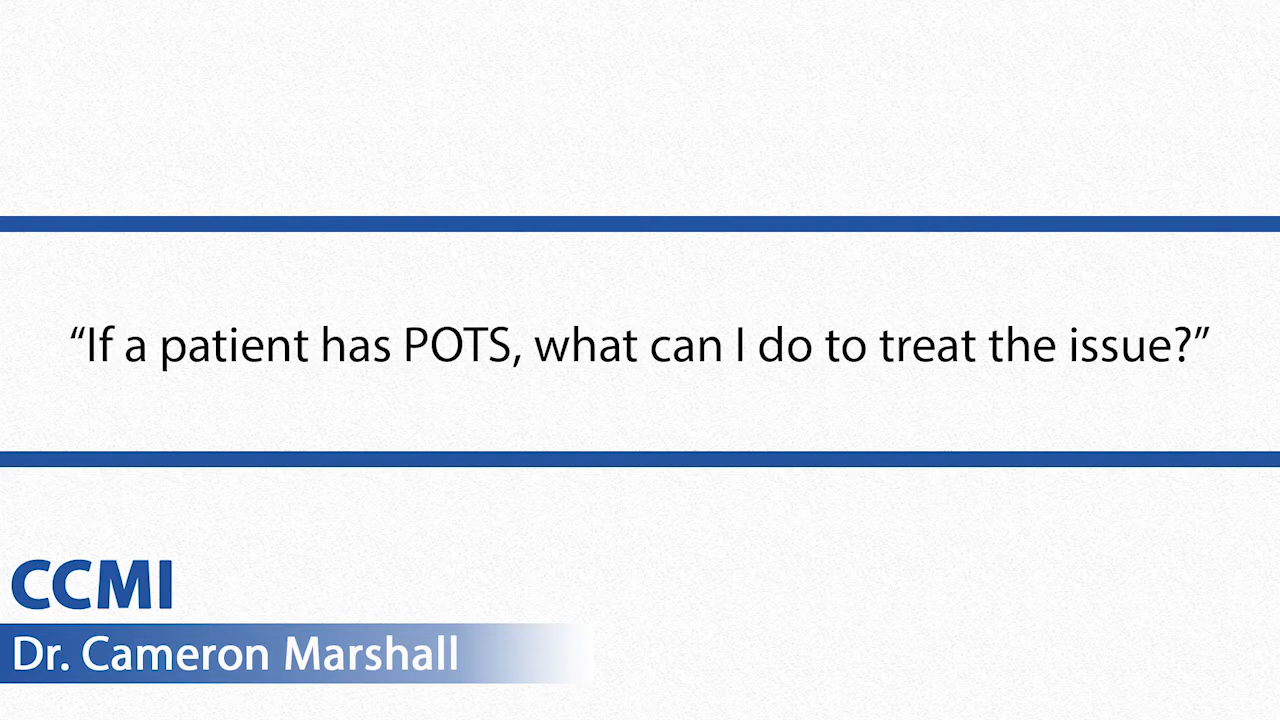 “If a patient has POTS, what can I do to treat the issue?”
CCMI
Dr. Cameron Marshall